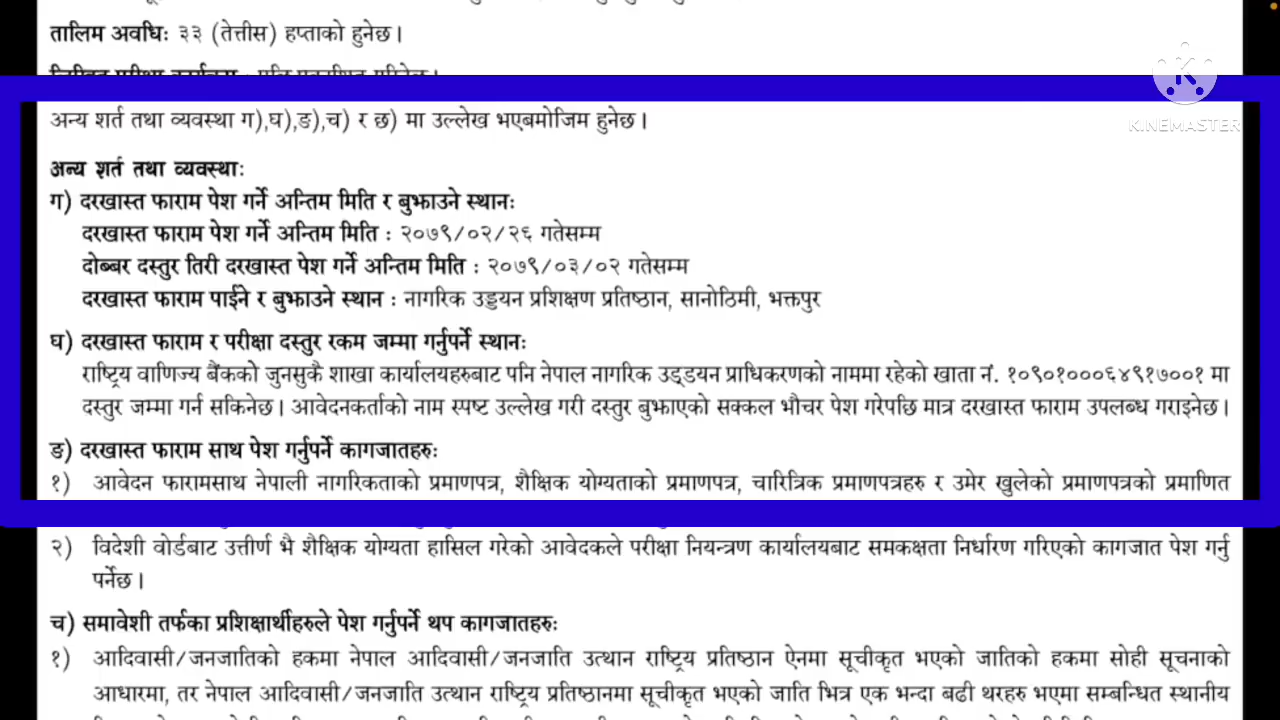 तालिम अवधिः ३३ (तेत्तीस) हप्ताको हुनेछ।
KINEMASTER
अन्य शर्त तथा व्यवस्था ग),घ),ङ),च) र छ) मा उल्लेख भएबमोजिम हुनेछ।
अन्य शर्त तथा व्यवस्थाः
ग) दरखास्त फाराम पेश गर्ने अन्तिम मिति र बुझाउने स्थानः
दरखास्त फाराम पेश गर्ने अन्तिम मिति : २०७९/०२/२६ गतेसम्म
दोब्बर दस्तुर तिरी दरखास्त पेश गर्ने अन्तिम मिति : २०७९/०३/०२ गतेसम्म
दरखास्त फाराम पाईने र बुझाउने स्थान : नागरिक उड्डयन प्रशिक्षण प्रतिष्ठान, सानोठिमी, भक्तपुर
घ) दरखास्त फाराम र परीक्षा दस्तुर रकम जम्मा गर्नुपर्ने स्थानः
राष्ट्रिय वाणिज्य बैंकको जुनसुकै शाखा कार्यालयहरुबाट पनि नेपाल नागरिक उड्डयन प्राधिकरणको नाममा रहेको खाता नं. १०९०१०००६४९१७००१ मा
दस्तुर जम्मा गर्न सकिनेछ। आवेदनकर्ताको नाम स्पष्ट उल्लेख गरी दस्तुर बुझाएको सक्कल भौचर पेश गरेपछि मात्र दरखास्त फाराम उपलब्ध गराइनेछ।
ङ) दरखास्त फाराम साथ पेश गर्नुपर्ने कागजातहरुः
१) आवेदन फारामसाथ नेपाली नागरिकताको प्रमाणपत्र, शैक्षिक योग्यताको प्रमाणपत्र, चारित्रिक प्रमाणपत्रहरु र उमेर खुलेको प्रमाणपत्रको प्रमाणित
२) विदेशी वोर्डबाट उत्तीर्ण भै शैक्षिक योग्यता हासिल गरेको आवेदकले परीक्षा नियन्त्रण कार्यालयबाट समकक्षता निर्धारण गरिएको कागजात पेश गर्नु
पर्नेछ।
च) समावेशी तर्फका प्रशिक्षार्थीहरुले पेश गर्नुपर्ने थप कागजातहरुः
१) आदिवासी/जनजातिको हकमा नेपाल आदिवासी/जनजाति उत्थान राष्ट्रिय प्रतिष्ठान ऐनमा सूचीकृत भएको जातिको हकमा सोही सूचनाको
आधारमा, तर नेपाल आदिवासी/जनजाति उत्थान राष्ट्रिय प्रतिष्ठानमा सूचीकृत भएको जाति भित्र एक भन्दा बढी थरहरु भएमा सम्बन्धित स्थानीय